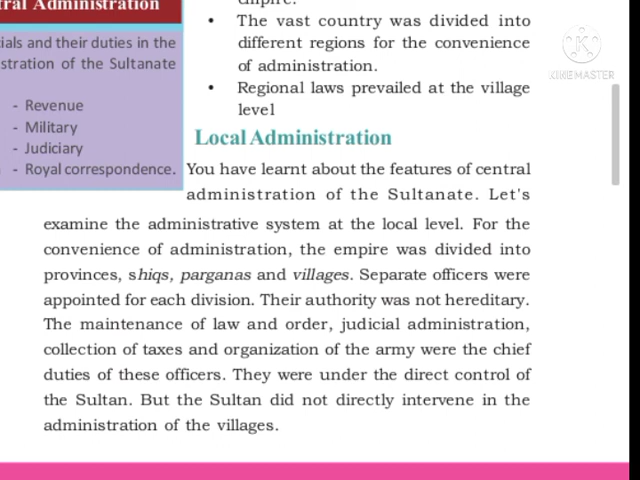 tral Administration
cials and their duties in the
stration of the Sultanate
- Revenue
- Military
- Judiciary
- Royal correspondence.
empire.
• The vast country was divided into
different regions for the convenience
of administration.
• Regional laws prevailed at the village
level
Local Administration
You have learnt about the features of central
administration of the Sultanate. Let's
examine the administrative system at the local level. For the
convenience of administration, the empire was divided into
provinces, shiqs, parganas and villages. Separate officers were
appointed for each division. Their authority was not hereditary.
The maintenance of law and order, judicial administration,
collection of taxes and organization of the army were the chief
duties of these officers. They were under the direct control of
the Sultan. But the Sultan did not directly intervene in the
administration of the villages.
KINEMASTER